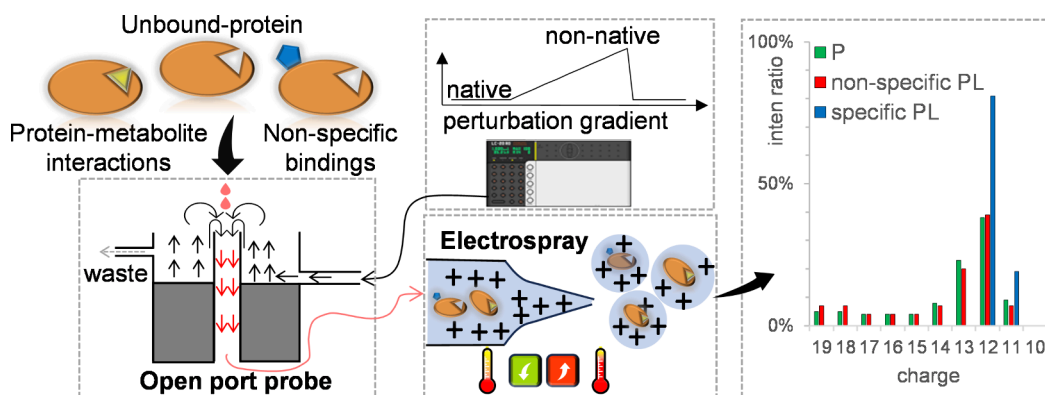 Unbound-protein
Protein-metabolite
interactions
Non-specific
bindings
waste
Open port probe
non-native
native
perturbation gradient
Electrospray
inten ratio
100%
50%
0%
P
non-specific PL
specific PL
19 18 17 16 15 14 13 12 11 10
charge